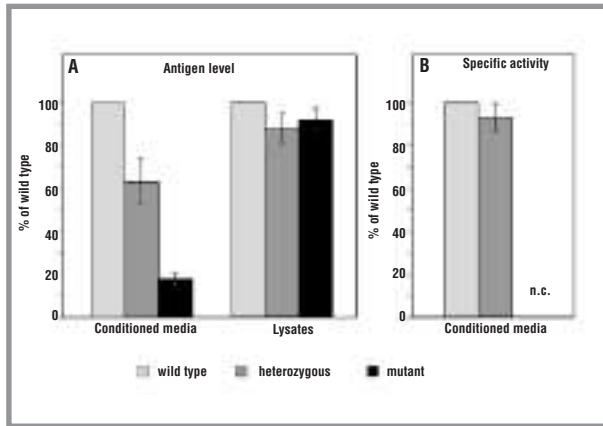 A Antigen level
% of wild type
100
80
60
40
20
0
Conditioned media Lysates
B Specific activity
% of wild type
100
80
60
40
20
0
n.c.
Conditioned media
wild type heterozygous mutant